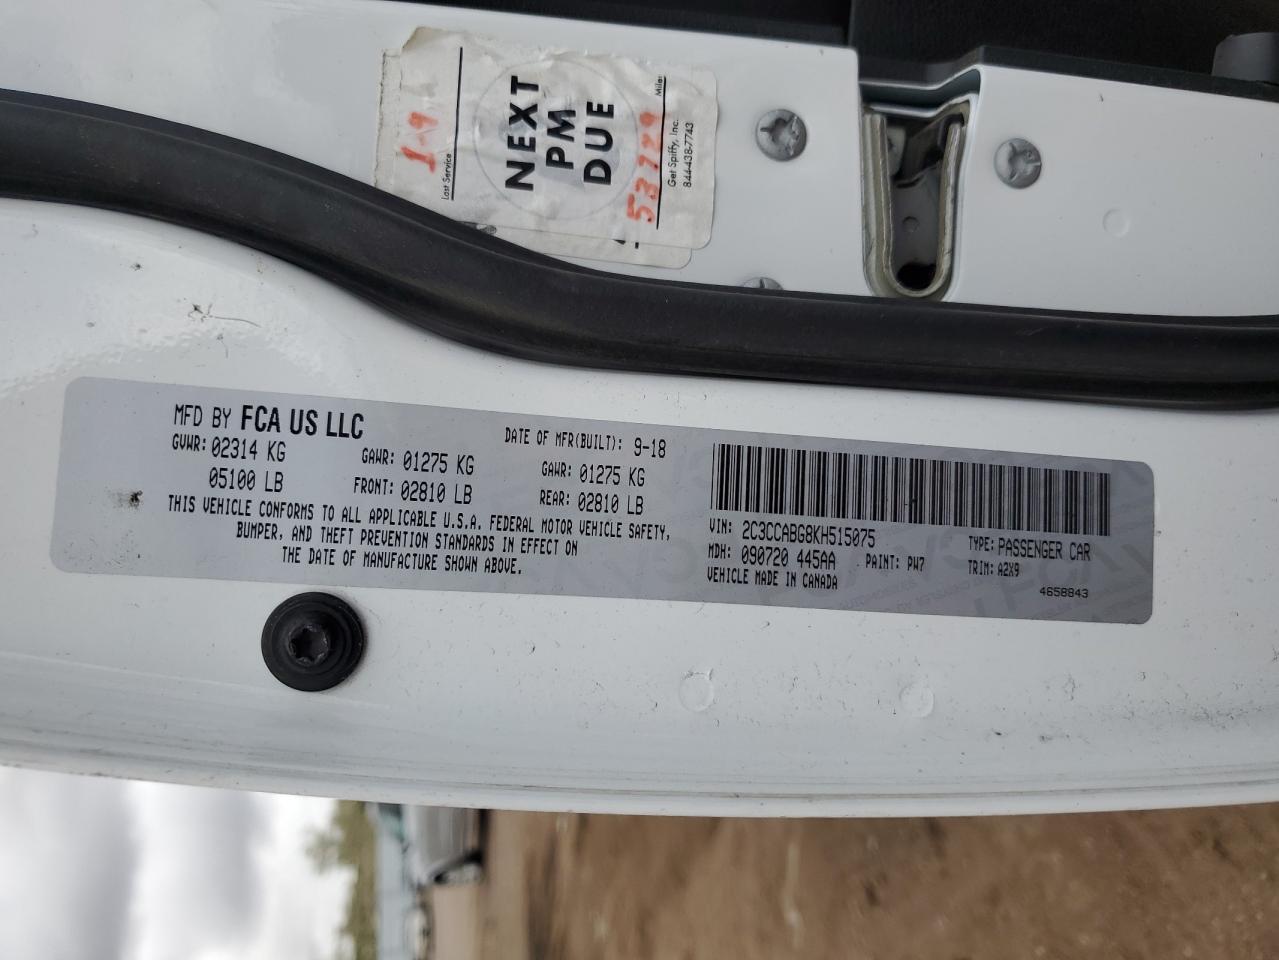 1-9
Last Service
NEXT
PM
DUE
53799
Miles
Get Spiffy, Inc.
844-438-7743
MFD BY FCA US LLC
DATE OF MFR(BUILT): 9-18
GVWR: 02314 KG
05100 LB
GAWR: 01275 KG
FRONT: 02810 LB
GAWR: 01275 KG
REAR: 02810 LB
THIS VEHICLE CONFORMS TO ALL APPLICABLE U.S.A. FEDERAL MOTOR VEHICLE SAFETY,
BUMPER, AND THEFT PREVENTION STANDARDS IN EFFECT ON
THE DATE OF MANUFACTURE SHOWN ABOVE.
VIN: 2C3CCABG8KH515075
TYPE: PASSENGER CAR
MDH: 090720 445AA
PAINT: PW7
TRIM: A2X9
VEHICLE MADE IN CANADA
4658843